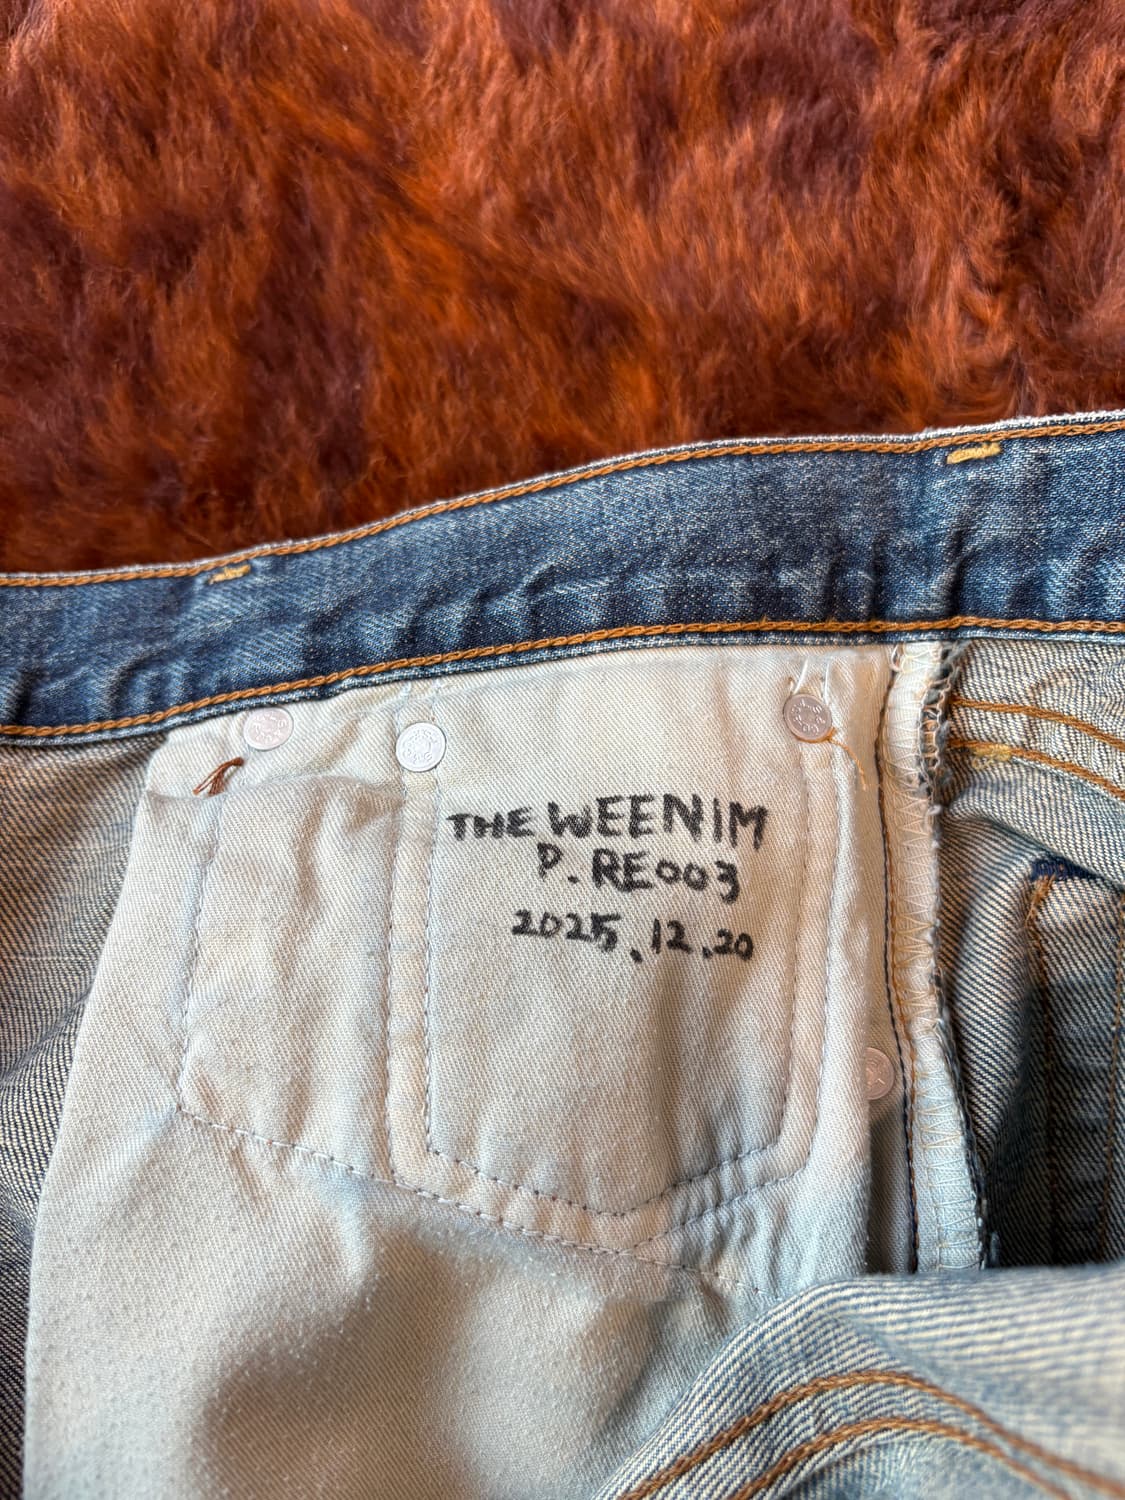 THE WEENIM
P. RE003
2025.12.20